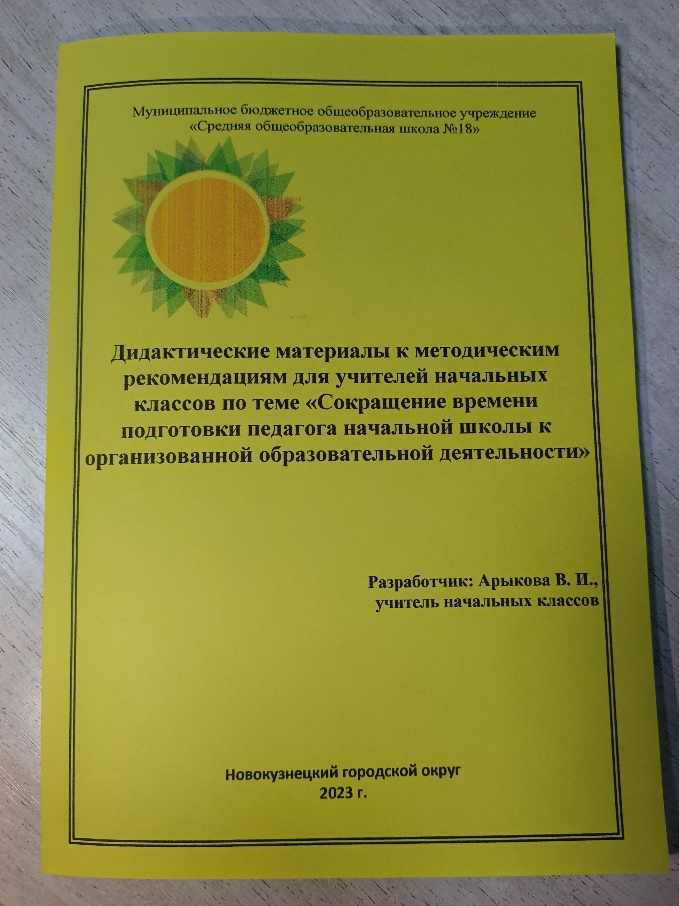 Муниципальное бюджетное общеобразовательное учреждение
«Средняя общеобразовательная школа №18»
Дидактические материалы к методическим
рекомендациям для учителей начальных
классов по теме «Сокращение времени
подготовки педагога начальной школы к
организованной образовательной деятельности»
Разработчик: Арыкова В. И.,
учитель начальных классов
Новокузнецкий городской округ
2023 г.